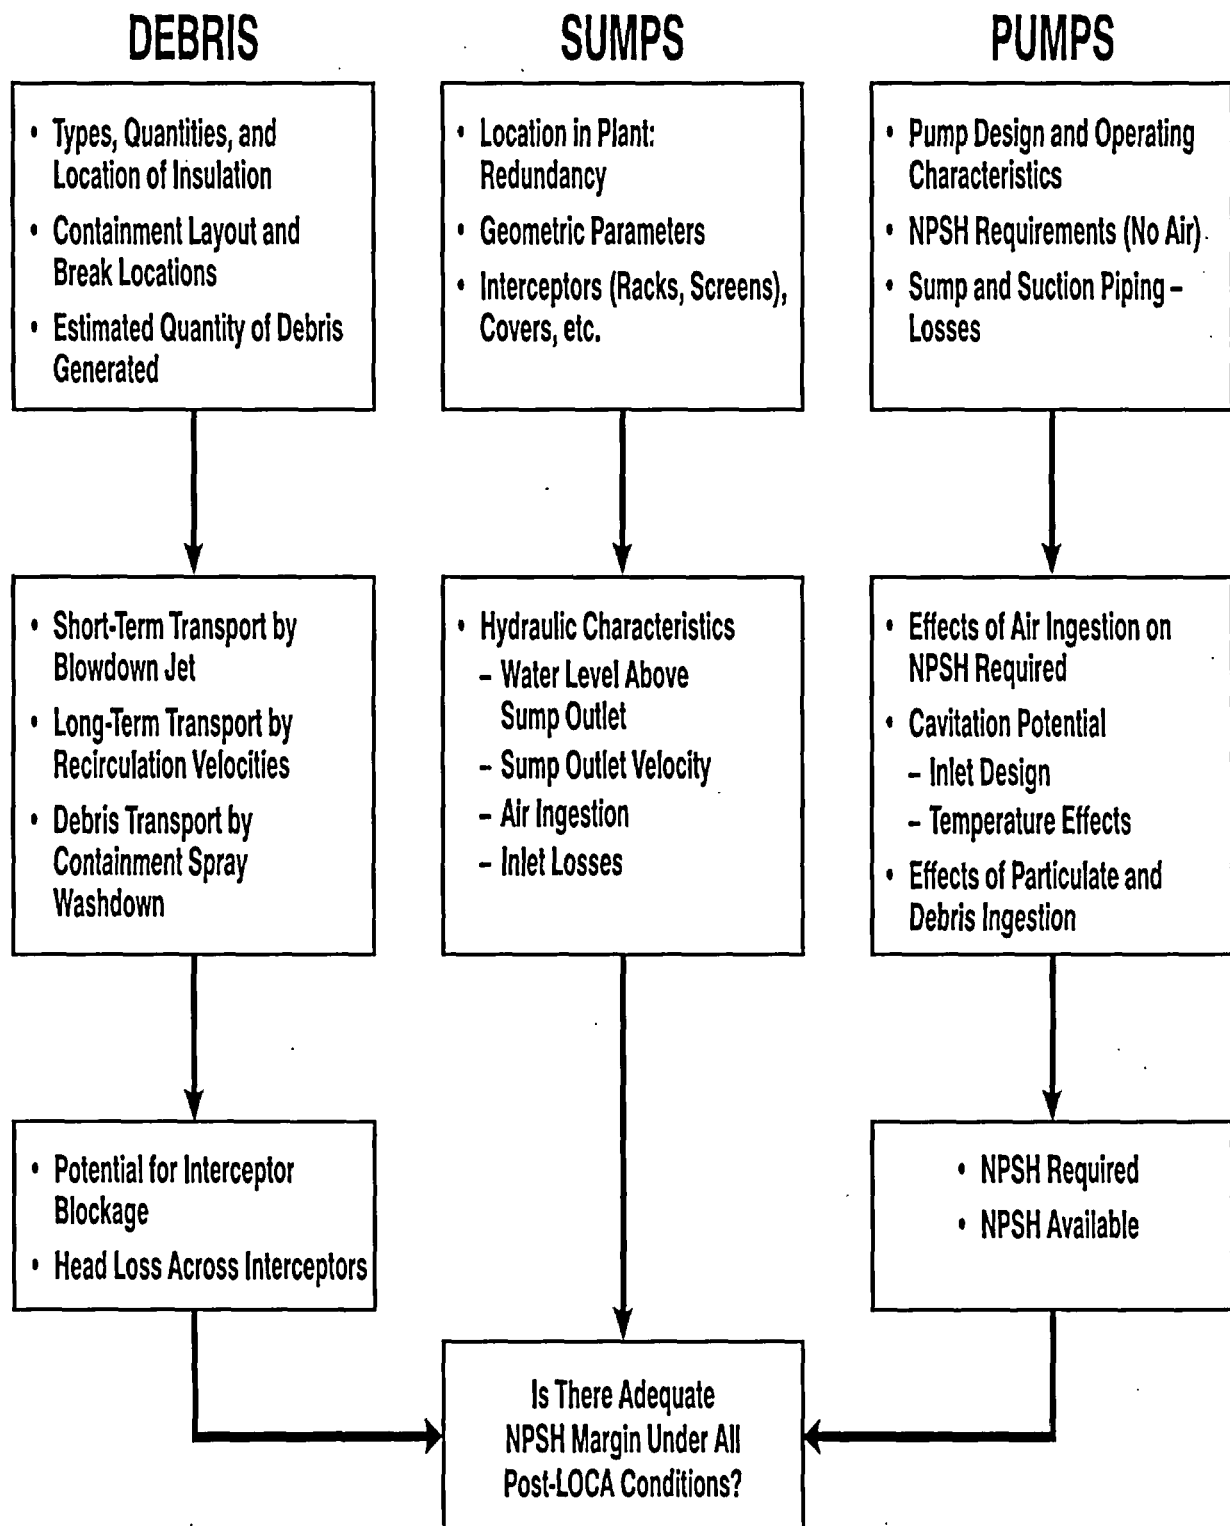 DEBRIS
• Types, Quantities, and
Location of Insulation
• Containment Layout and
Break Locations
• Estimated Quantity of Debris
Generated
• Short-Term Transport by
Blowdown Jet
• Long-Term Transport by
Recirculation Velocities
• Debris Transport by
Containment Spray
Washdown
• Potential for Interceptor
Blockage
• Head Loss Across Interceptors
SUMPS
• Location in Plant:
Redundancy
• Geometric Parameters
• Interceptors (Racks, Screens),
Covers, etc.
• Hydraulic Characteristics
– Water Level Above
Sump Outlet
– Sump Outlet Velocity
– Air Ingestion
– Inlet Losses
PUMPS
• Pump Design and Operating
Characteristics
• NPSH Requirements (No Air)
• Sump and Suction Piping –
Losses
• Effects of Air Ingestion on
NPSH Required
• Cavitation Potential
– Inlet Design
– Temperature Effects
• Effects of Particulate and
Debris Ingestion
• NPSH Required
• NPSH Available
Is There Adequate
NPSH Margin Under All
Post-LOCA Conditions?